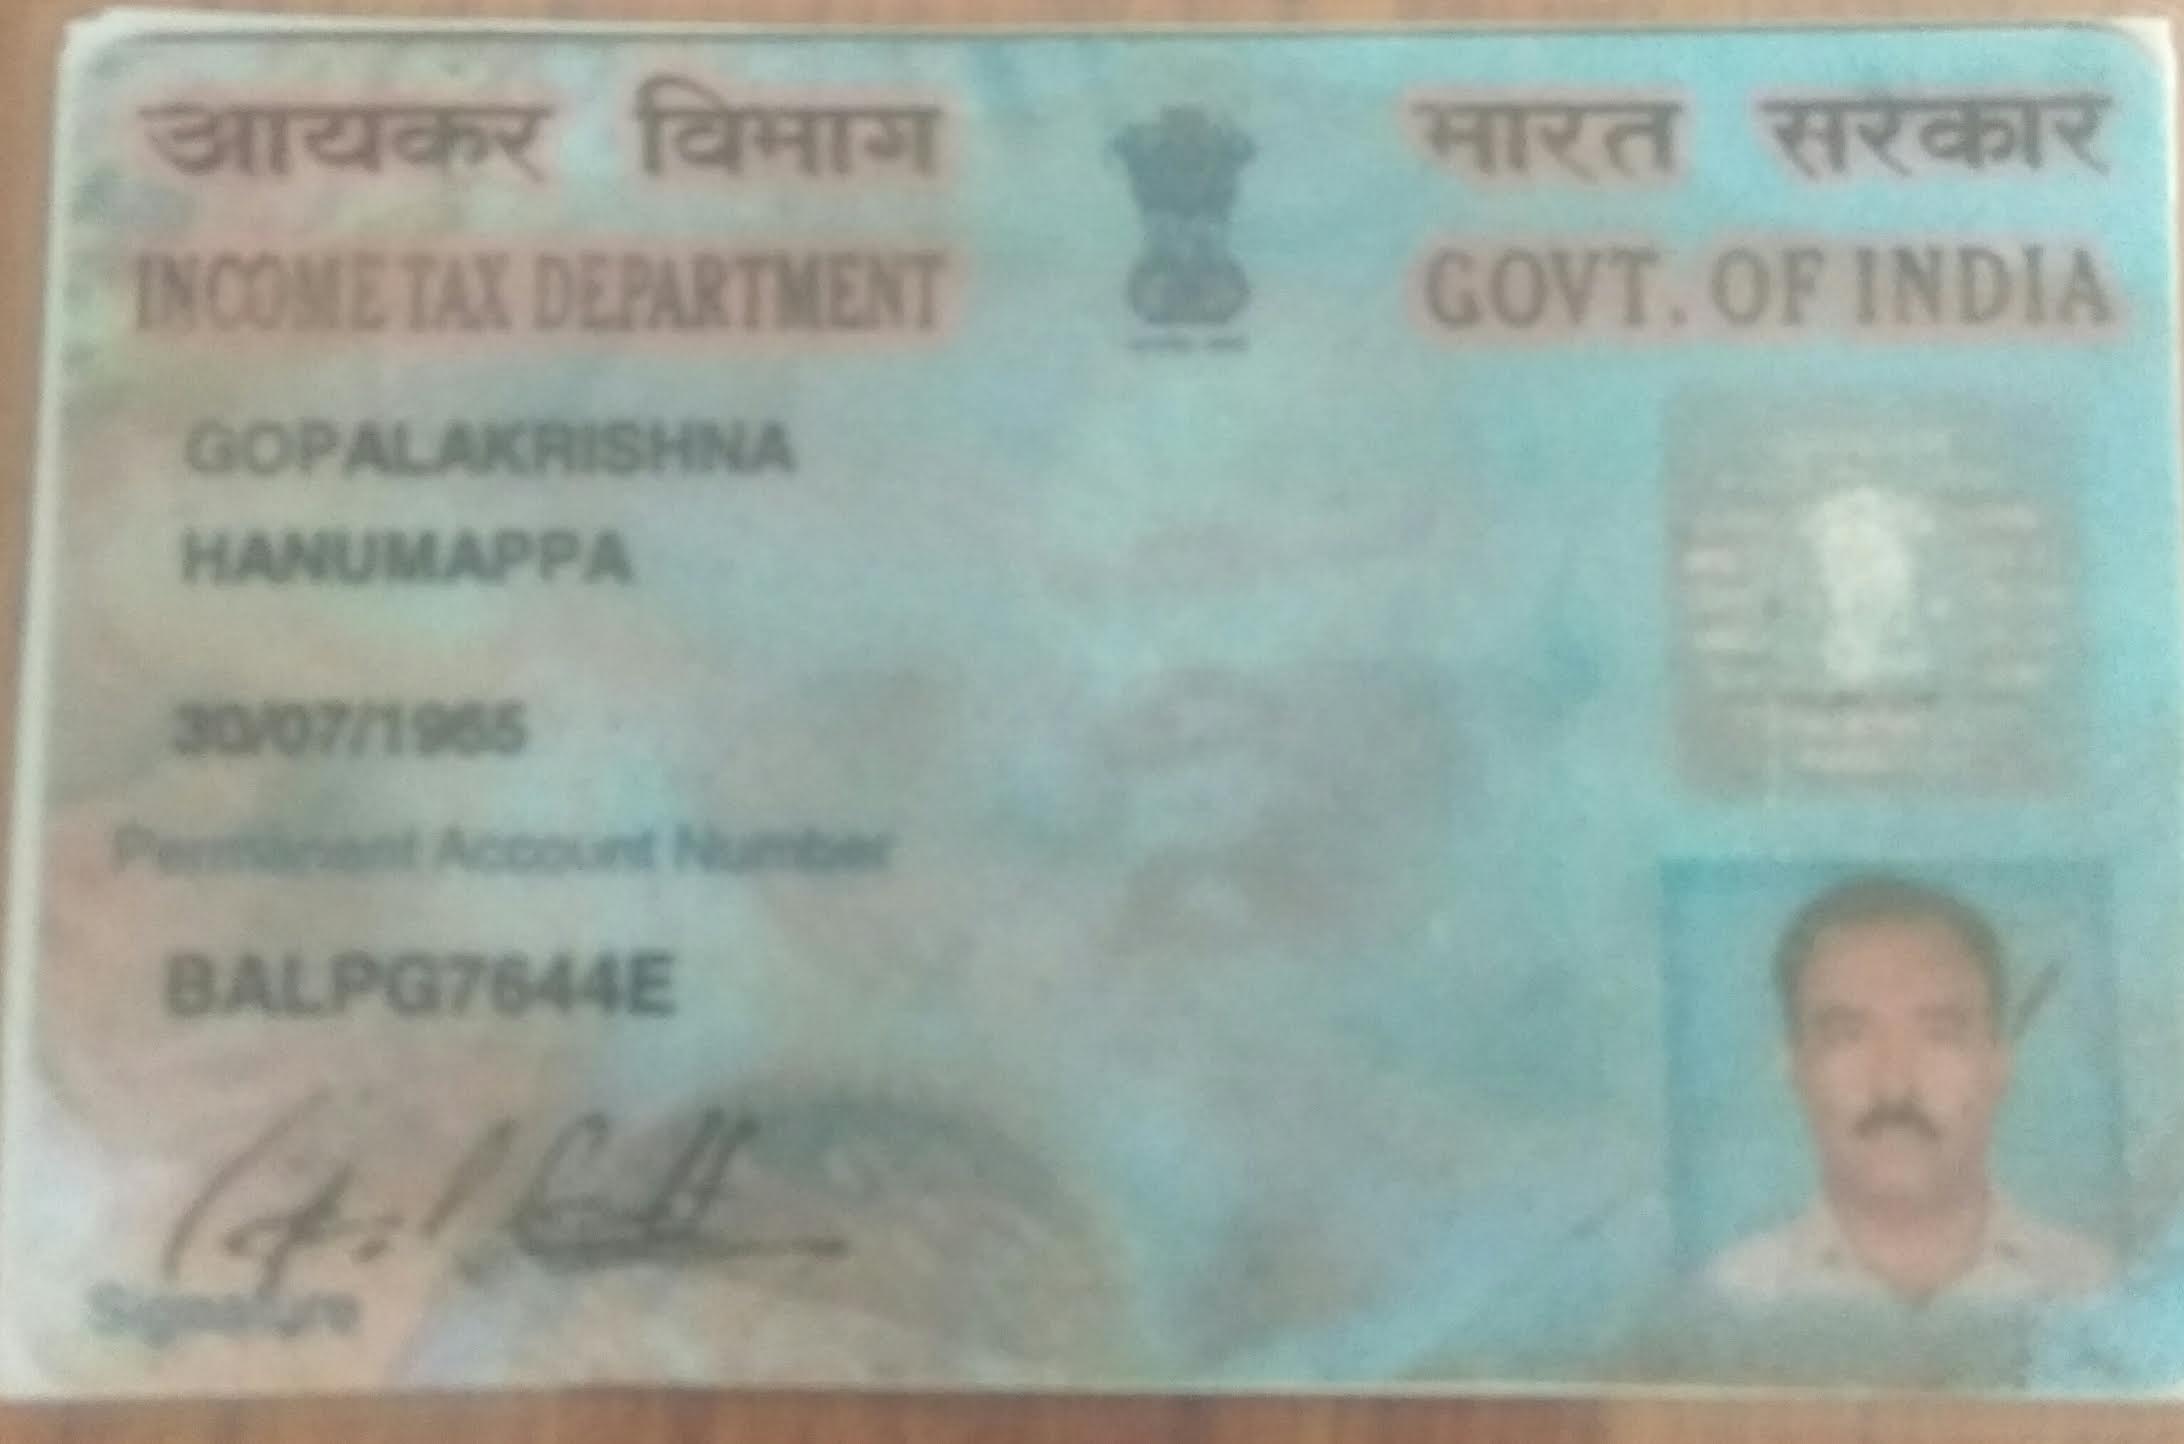 आयकर विभाग
INCOME TAX DEPARTMENT
भारत सरकार
GOVT. OF INDIA
GOPALAKRISHNA
HANUMAPPA
30/07/1965
Permanent Account Number
BALPG7644E
Signature